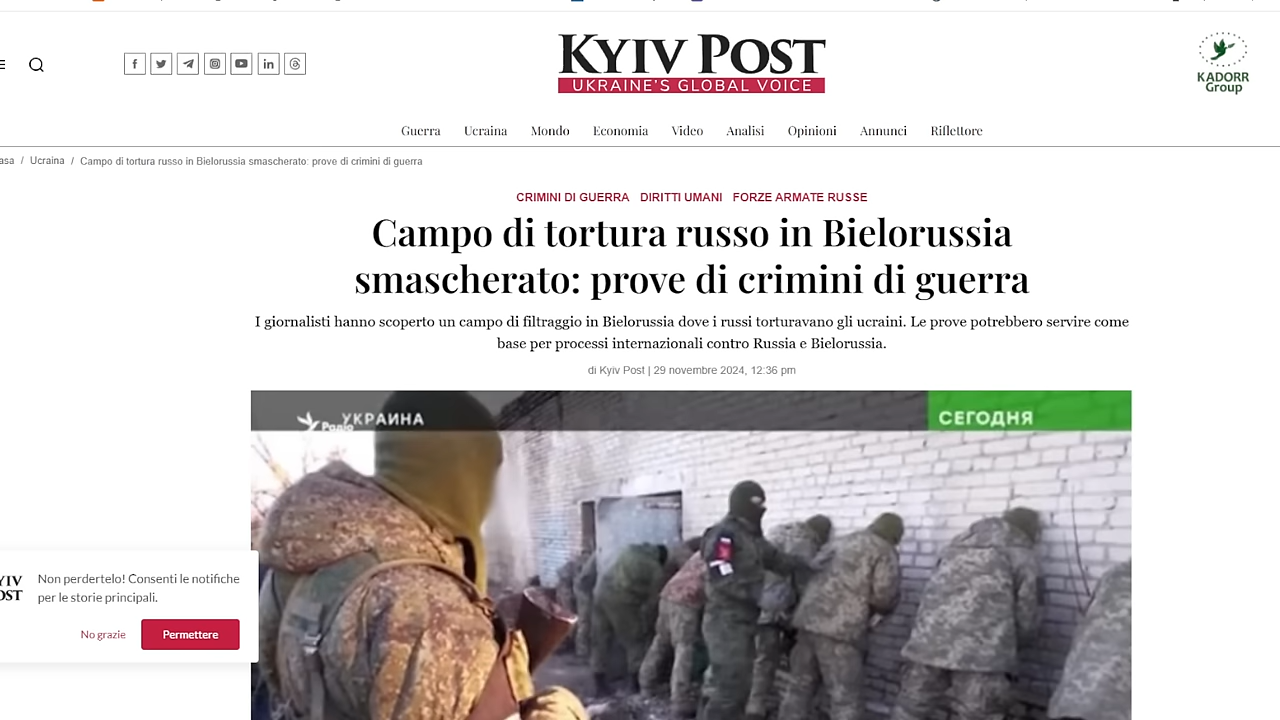 KYIV POST
UKRAINE'S GLOBAL VOICE
KADORR
Group
Guerra Ucraina Mondo Economia Video Analisi Opinioni Annunci Riflettore
asa / Ucraina / Campo di tortura russo in Bielorussia smascherato: prove di crimini di guerra
CRIMINI DI GUERRA DIRITTI UMANI FORZE ARMATE RUSSE
Campo di tortura russo in Bielorussia
smascherato: prove di crimini di guerra
I giornalisti hanno scoperto un campo di filtraggio in Bielorussia dove i russi torturavano gli ucraini. Le prove potrebbero servire come
base per processi internazionali contro Russia e Bielorussia.
di Kyiv Post | 29 novembre 2024, 12:36 pm
УКРАИНА
Радіо
СЕГОДНЯ
YIV
OST
Non perdertelo! Consenti le notifiche
per le storie principali.
No grazie
Permettere